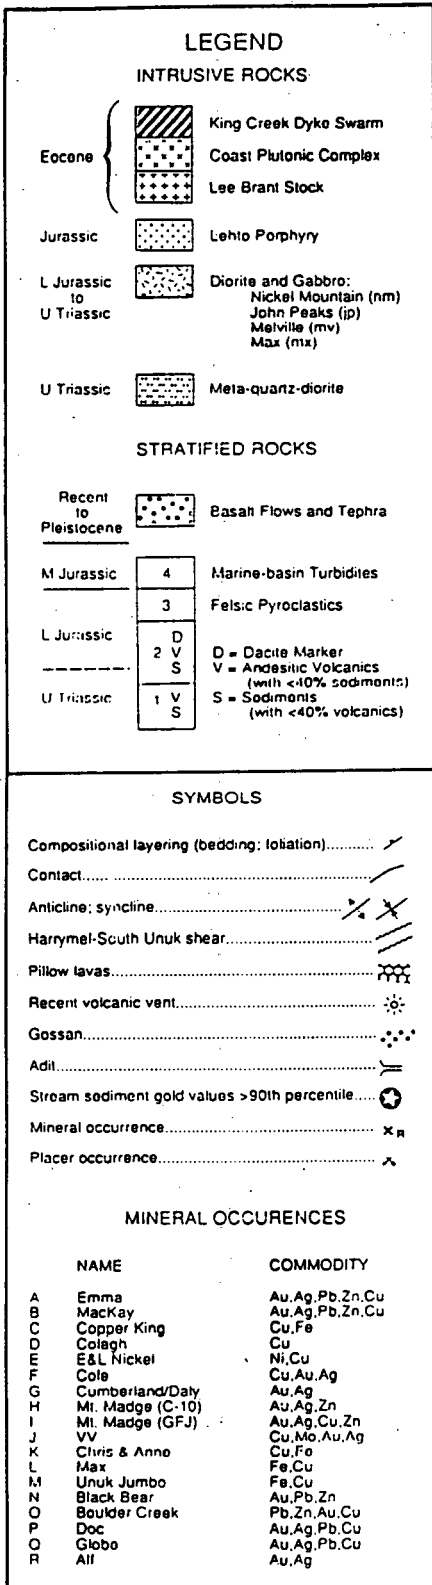 LEGEND
INTRUSIVE ROCKS
Eocene
King Creek Dyke Swarm
Coast Plutonic Complex
Lee Brant Stock
Jurassic
Lehto Porphyry
L Jurassic
to
U Triassic
Diorite and Gabbro:
Nickel Mountain (nm)
John Peaks (jp)
Melville (mv)
Max (mx)
U Triassic
Meta-quartz-diorite
STRATIFIED ROCKS
Recent
to
Pleistocene
Basalt Flows and Tephra
M Jurassic
4
Marine-basin Turbidites
3
Felsic Pyroclastics
L Jurassic
D
2 V
S
D = Dacite Marker
V = Andesitic Volcanics
(with <40% sediments)
U Triassic
1 V
S
S = Sediments
(with <40% volcanics)
SYMBOLS
Compositional layering (bedding; foliation)
Contact
Anticline; syncline
Harrymel-South Unuk shear
Pillow lavas
Recent volcanic vent
Gossan
Adit
Stream sediment gold values >90th percentile
Mineral occurrence xR
Placer occurrence
MINERAL OCCURENCES
NAME COMMODITY
A Emma Au,Ag,Pb,Zn,Cu
B MacKay Au,Ag,Pb,Zn,Cu
C Copper King Cu,Fe
D Colagh Cu
E E&L Nickel Ni,Cu
F Cole Cu,Au,Ag
G Cumberland/Daly Au,Ag
H Mt. Madge (C-10) Au,Ag,Zn
I Mt. Madge (GFJ) Au,Ag,Cu,Zn
J VV Cu,Mo,Au,Ag
K Chris & Anne Cu,Fe
L Max Fe,Cu
M Unuk Jumbo Fe,Cu
N Black Bear Au,Pb,Zn
O Boulder Creek Pb,Zn,Au,Cu
P Doc Au,Ag,Pb,Cu
Q Globe Au,Ag,Pb,Cu
R Alf Au,Ag